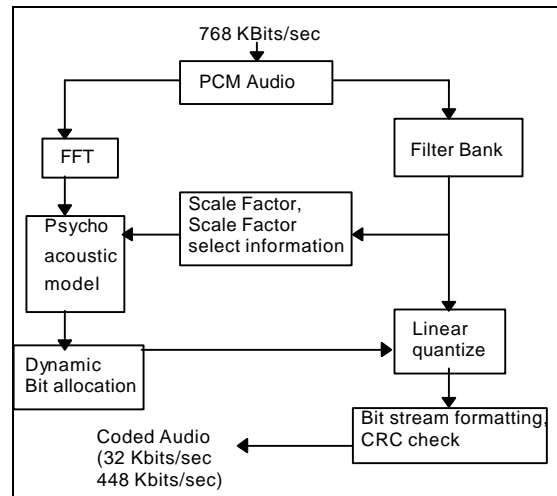 768 KBits/sec
PCM Audio
FFT
Filter Bank
Scale Factor,
Scale Factor
select information
Psycho
acoustic
model
Linear
quantize
Dynamic
Bit allocation
Bit stream formatting,
CRC check
Coded Audio
(32 Kbits/sec
448 Kbits/sec)